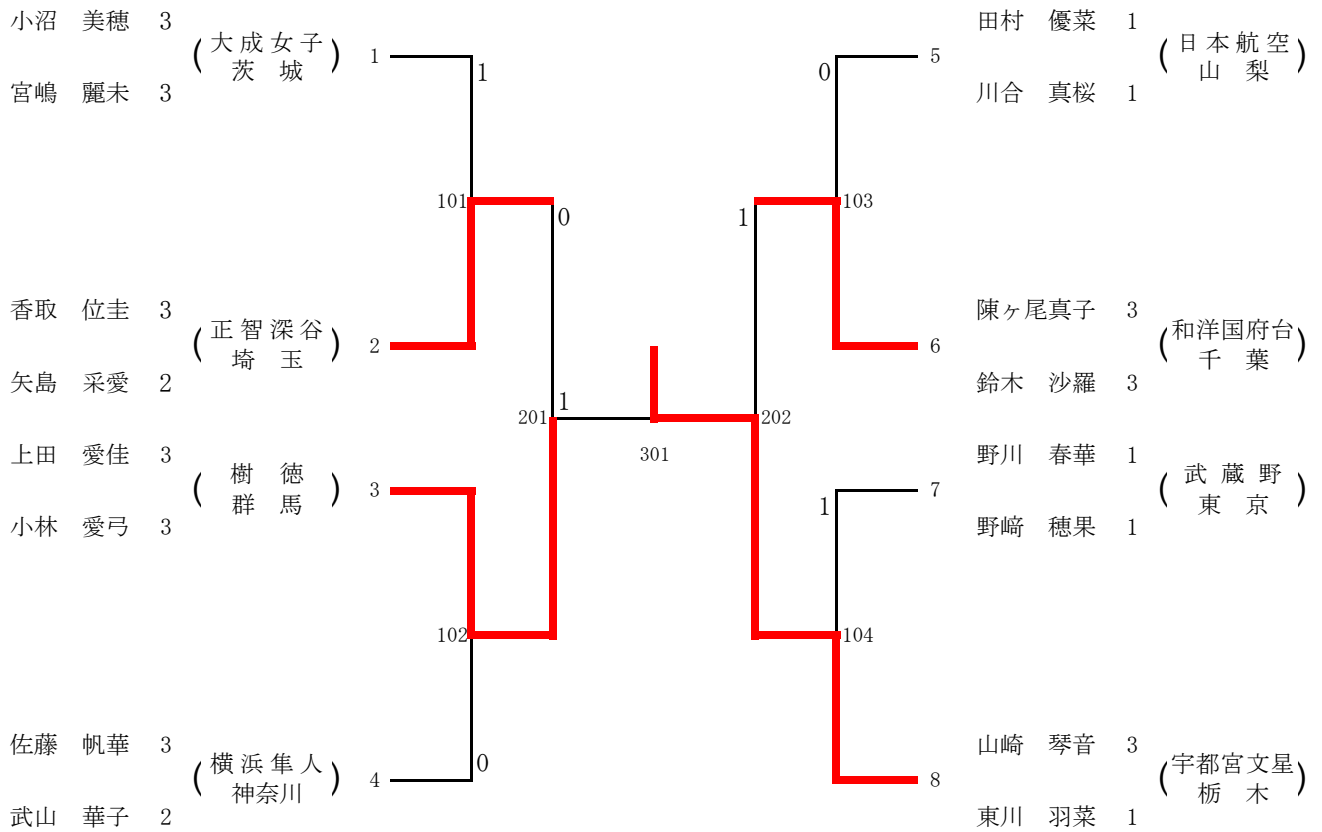 小沼　美穂　3
(大成女子
茨　城) 1
1
宮嶋　麗未　3
101
香取　位圭　3
(正智深谷
埼　玉) 2
0
矢島　采愛　2
201
1
上田　愛佳　3
(樹　徳
群　馬) 3
小林　愛弓　3
102
佐藤　帆華　3
(横浜隼人
神奈川) 4
0
武山　華子　2
301
田村　優菜　1
5 (日本航空
山　梨)
0
川合　真桜　1
103
1
陳ヶ尾真子　3
6 (和洋国府台
千　葉)
鈴木　沙羅　3
202
野川　春華　1
7 (武蔵野
東　京)
1
野﨑　穂果　1
104
山崎　琴音　3
8 (宇都宮文星
栃　木)
東川　羽菜　1